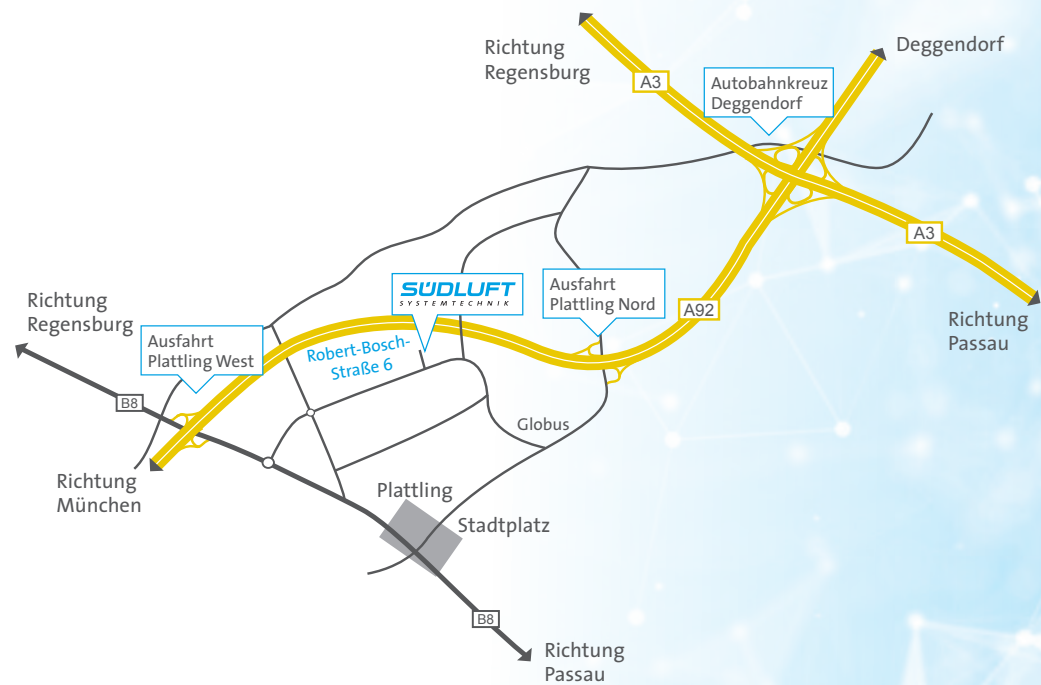 Richtung
Regensburg
Deggendorf
A3
Autobahnkreuz
Deggendorf
A3
Richtung
Regensburg
SÜDLUFT
SYSTEMTECHNIK
Ausfahrt
Plattling Nord
A92
Richtung
Passau
Ausfahrt
Plattling West
Robert-Bosch-
Straße 6
B8
Globus
Richtung
München
Plattling
Stadtplatz
B8
Richtung
Passau